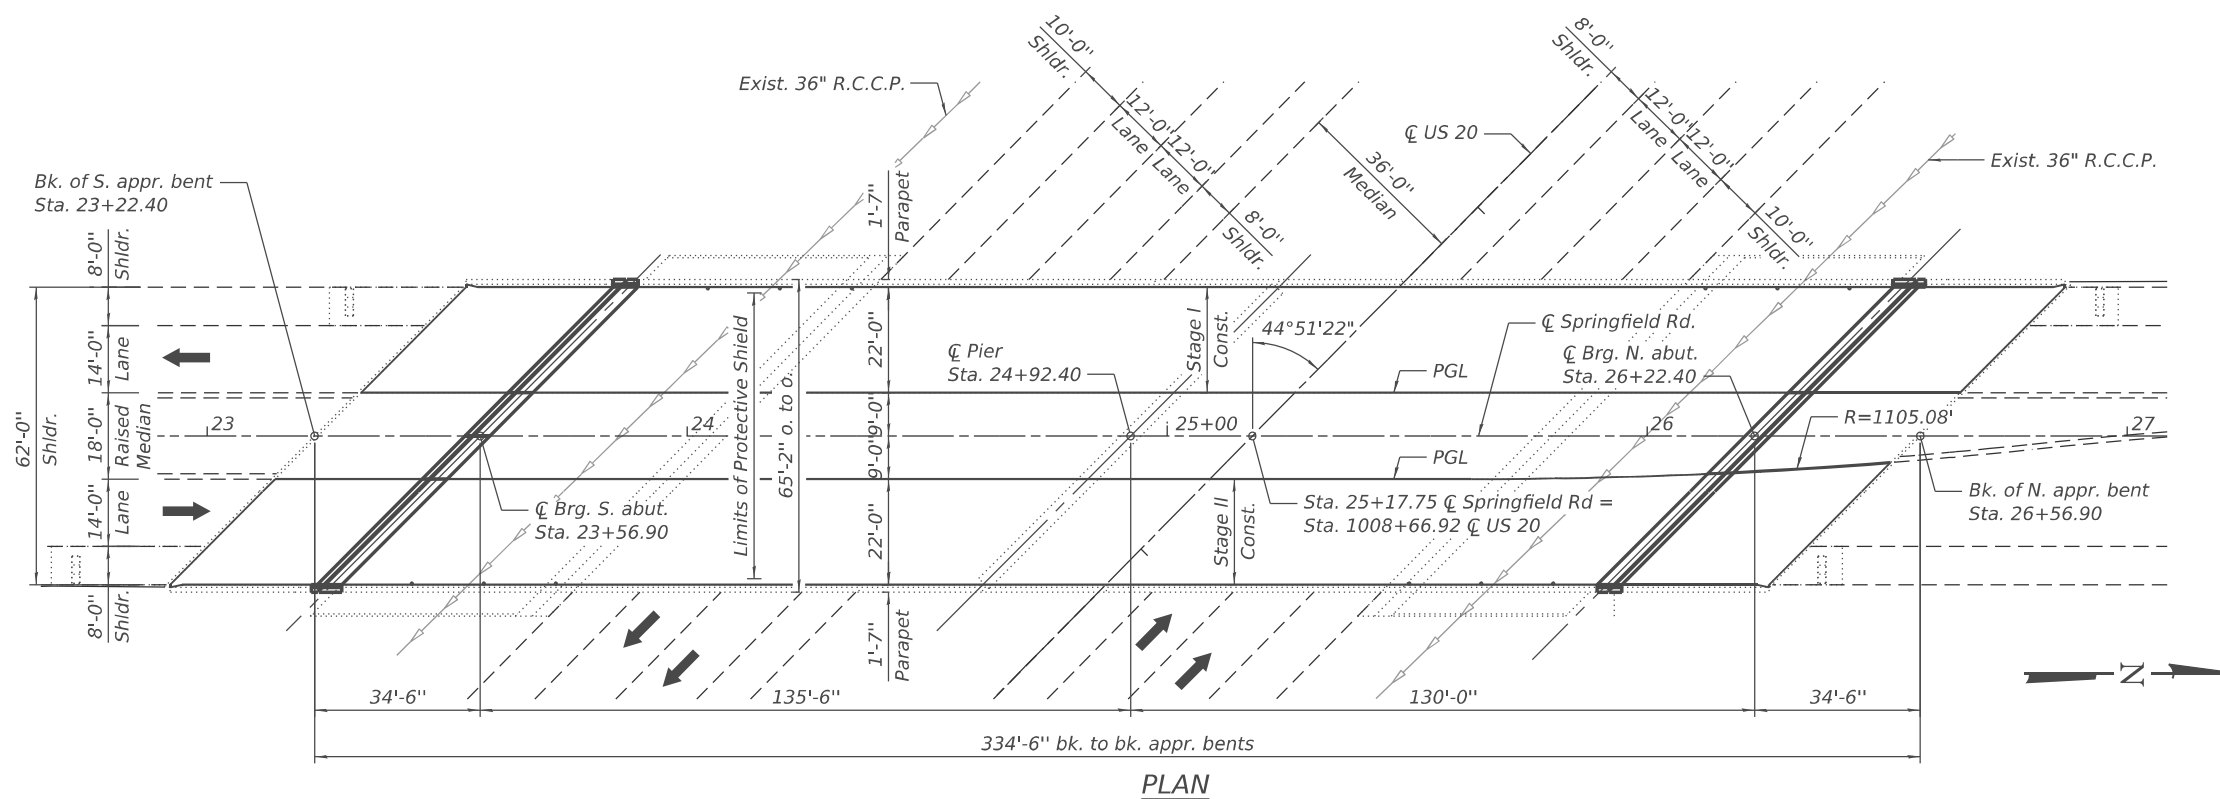 10'-0"
Shldr.
8'-0"
Shldr.
Exist. 36" R.C.C.P.
12'-0"
Lane
12'-0"
Lane
℄ US 20
12'-0"
Lane
12'-0"
Lane
36'-0"
Median
Exist. 36" R.C.C.P.
Bk. of S. appr. bent
Sta. 23+22.40
1'-7"
Parapet
8'-0"
Shldr.
10'-0"
Shldr.
8'-0"
Shldr.
62'-0"
Shldr.
14'-0"
Lane
18'-0"
Raised
Median
14'-0"
Lane
8'-0"
Shldr.
Limits of Protective Shield
65'-2" o. to o.
22'-0"
9'-0"
9'-0"
22'-0"
1'-7"
Parapet
Stage I
Const.
44°51'22"
℄ Springfield Rd.
℄ Pier
Sta. 24+92.40
℄ Brg. N. abut.
Sta. 26+22.40
PGL
R=1105.08'
23
24
25+00
26
27
PGL
℄ Brg. S. abut.
Sta. 23+56.90
Stage II
Const.
Sta. 25+17.75 ℄ Springfield Rd =
Sta. 1008+66.92 ℄ US 20
Bk. of N. appr. bent
Sta. 26+56.90
N
34'-6"
135'-6"
130'-0"
34'-6"
334'-6" bk. to bk. appr. bents
PLAN